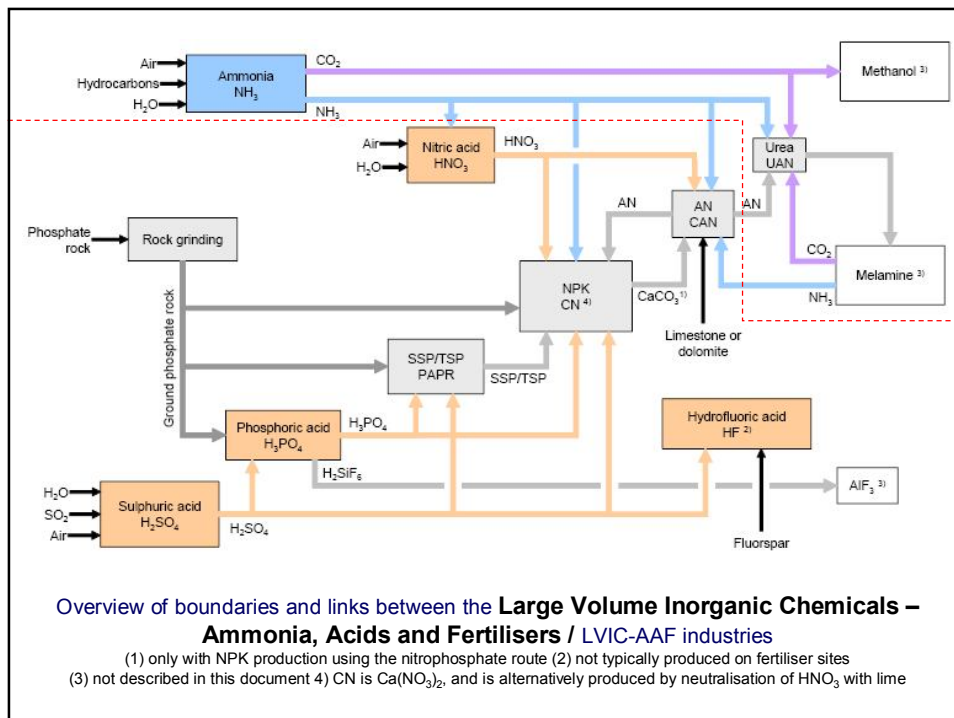 Air
Hydrocarbons
H₂O
Ammonia
NH₃
CO₂
NH₃
Methanol ³⁾
Air
H₂O
Nitric acid
HNO₃
HNO₃
Urea
UAN
AN
AN
CAN
AN
Phosphate
rock
Rock grinding
CO₂
Melamine ³⁾
NH₃
NPK
CN ⁴⁾
CaCO₃¹⁾
Limestone or
dolomite
Ground phosphate rock
SSP/TSP
PAPR
SSP/TSP
Phosphoric acid
H₃PO₄
H₃PO₄
Hydrofluoric acid
HF ²⁾
H₂SiF₆
AlF₃ ³⁾
H₂O
SO₂
Air
Sulphuric acid
H₂SO₄
H₂SO₄
Fluorspar
Overview of boundaries and links between the Large Volume Inorganic Chemicals –
Ammonia, Acids and Fertilisers / LVIC-AAF industries
(1) only with NPK production using the nitrophosphate route (2) not typically produced on fertiliser sites
(3) not described in this document 4) CN is Ca(NO₃)₂, and is alternatively produced by neutralisation of HNO₃ with lime